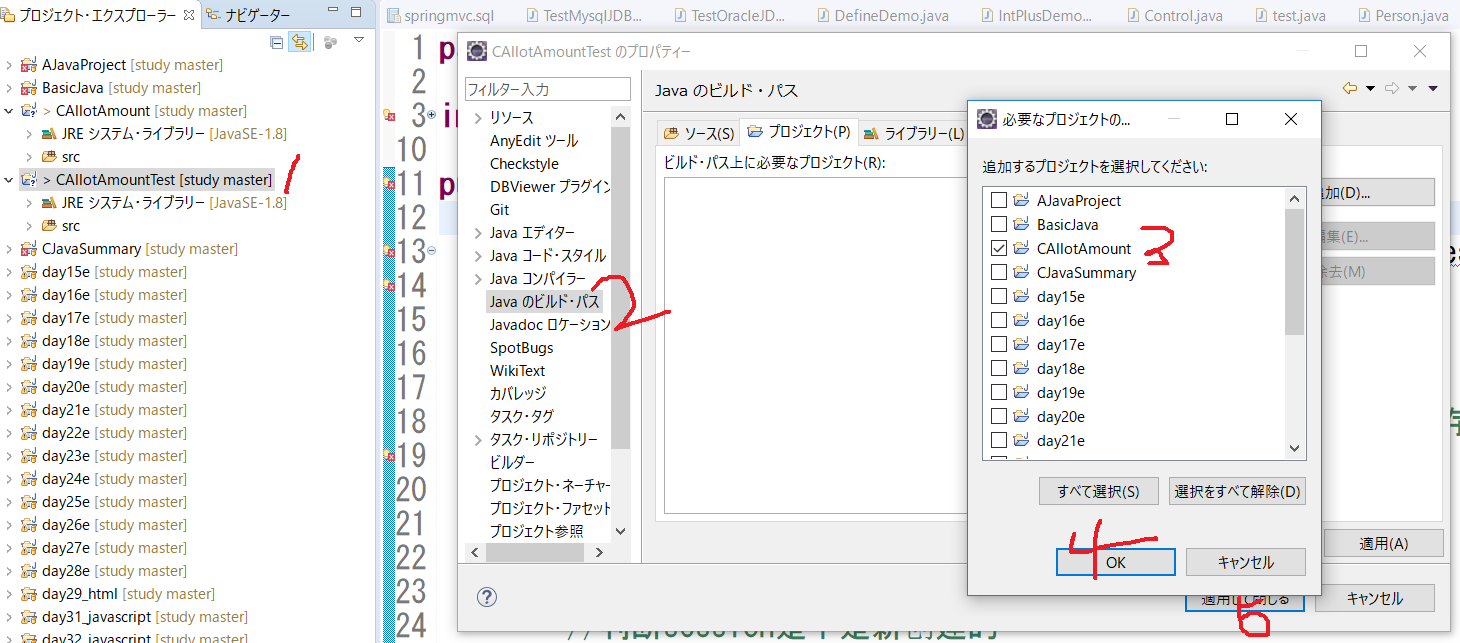 プロジェクト・エクスプローラー
ナビゲーター
AJavaProject [study master]
BasicJava [study master]
> CAllotAmount [study master]
JRE システム・ライブラリー [JavaSE-1.8]
src
> CAllotAmountTest [study master]
JRE システム・ライブラリー [JavaSE-1.8]
src
CJavaSummary [study master]
day15e [study master]
day16e [study master]
day17e [study master]
day18e [study master]
day19e [study master]
day20e [study master]
day21e [study master]
day22e [study master]
day23e [study master]
day24e [study master]
day25e [study master]
day26e [study master]
day27e [study master]
day28e [study master]
day29_html [study master]
day31_javascript [study master]
day32_javascript [study master]
1
springmvc.sql
TestMysqlJDB...
TestOracleJD...
DefineDemo.java
IntPlusDemo...
Control.java
test.java
Person.java
1
2
3
10
11
12
13
14
15
16
17
18
19
20
21
22
23
24
CAllotAmountTest のプロパティー
フィルター入力
リソース
AnyEdit ツール
Checkstyle
DBViewer プラグイン
Git
Java エディター
Java コード・スタイル
Java コンパイラー
Java のビルド・パス
Javadoc ロケーション
SpotBugs
WikiText
カバレッジ
タスク・タグ
タスク・リポジトリー
ビルダー
プロジェクト・ネーチャー
プロジェクト・ファセット
プロジェクト参照
2
Java のビルド・パス
ソース(S)
プロジェクト(P)
ライブラリー(L)
ビルド・パス上に必要なプロジェクト(R):
加(D)...
集(E)...
去(M)
適用(A)
適用して閉じる
キャンセル
5
必要なプロジェクトの...
追加するプロジェクトを選択してください:
AJavaProject
BasicJava
CAllotAmount
CJavaSummary
day15e
day16e
day17e
day18e
day19e
day20e
day21e
3
すべて選択(S)
選択をすべて解除(D)
4
OK
キャンセル